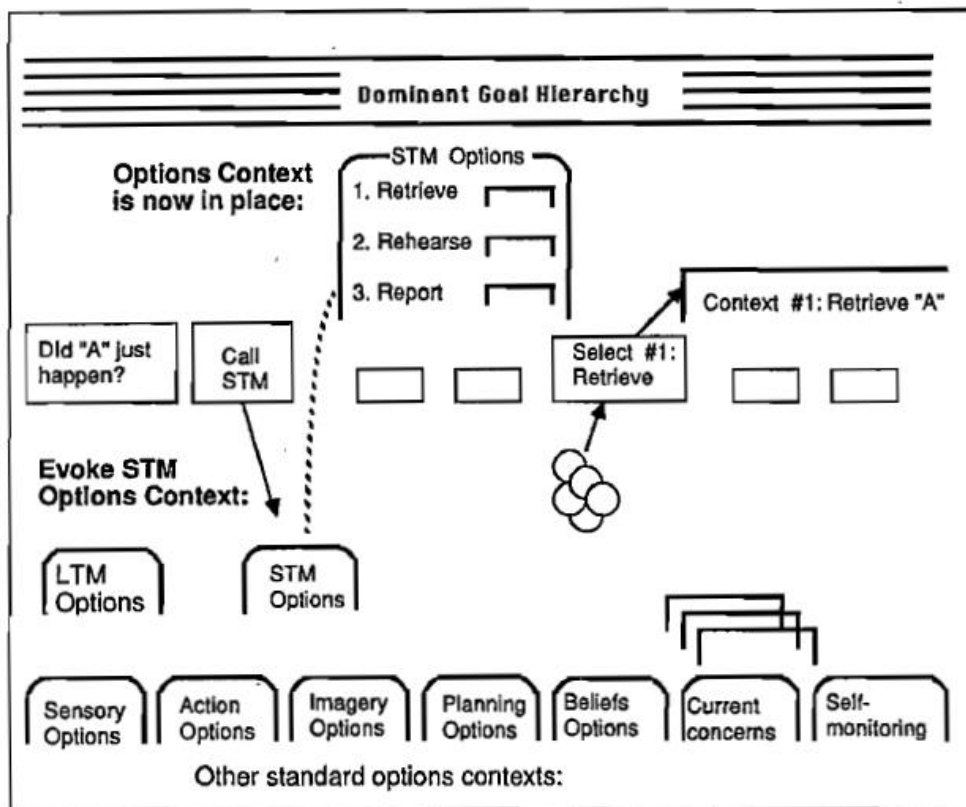 Dominant Goal Hierarchy
Options Context
is now in place:
STM Options
1. Retrieve
2. Rehearse
3. Report
Context #1: Retrieve "A"
Did "A" just
happen?
Call
STM
Select #1:
Retrieve
Evoke STM
Options Context:
LTM
Options
STM
Options
Sensory
Options
Action
Options
Imagery
Options
Planning
Options
Beliefs
Options
Current
concerns
Self-
monitoring
Other standard options contexts: